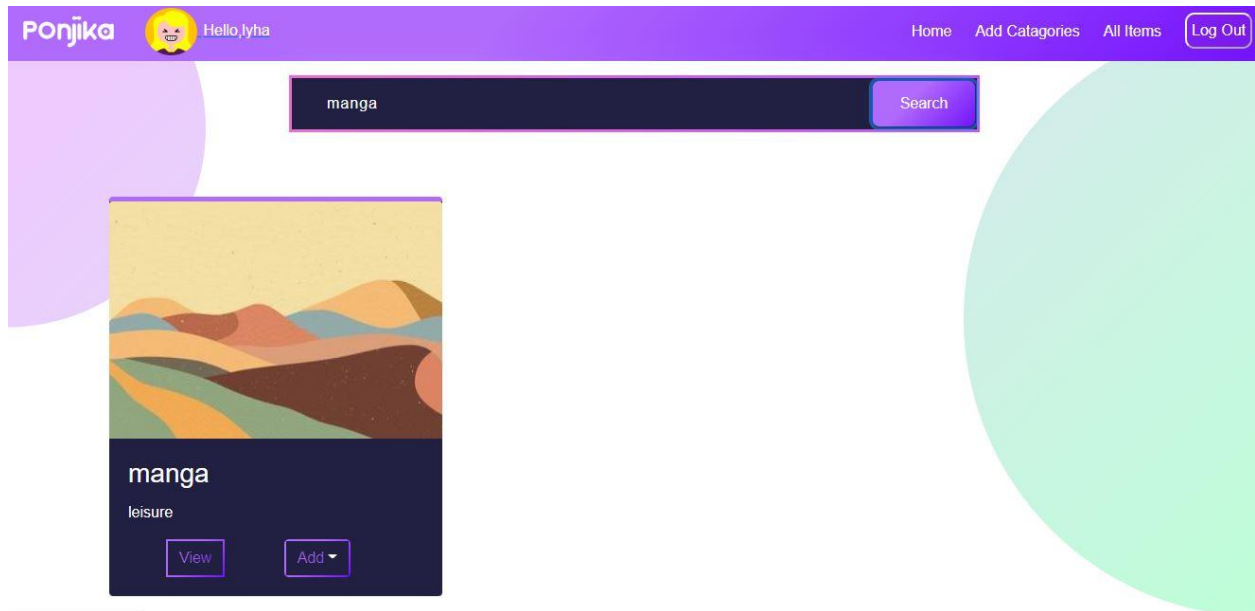 Ponjika Hello,lyha Home Add Catagories All Items Log Out
manga Search
manga
leisure
View Add